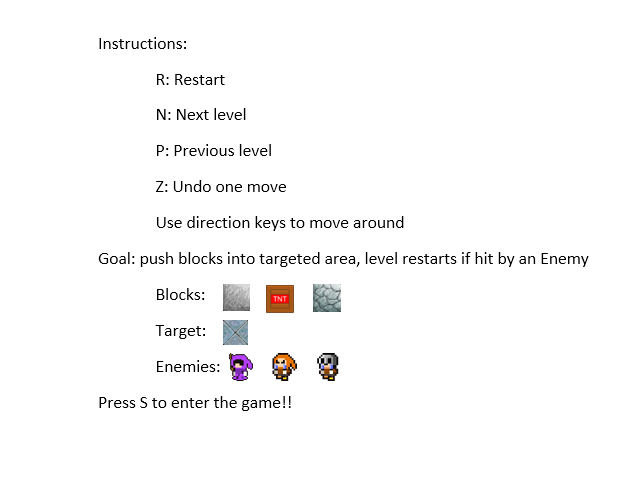 Instructions:
R: Restart
N: Next level
P: Previous level
Z: Undo one move
Use direction keys to move around
Goal: push blocks into targeted area, level restarts if hit by an Enemy
Blocks: TNT
Target:
Enemies:
Press S to enter the game!!